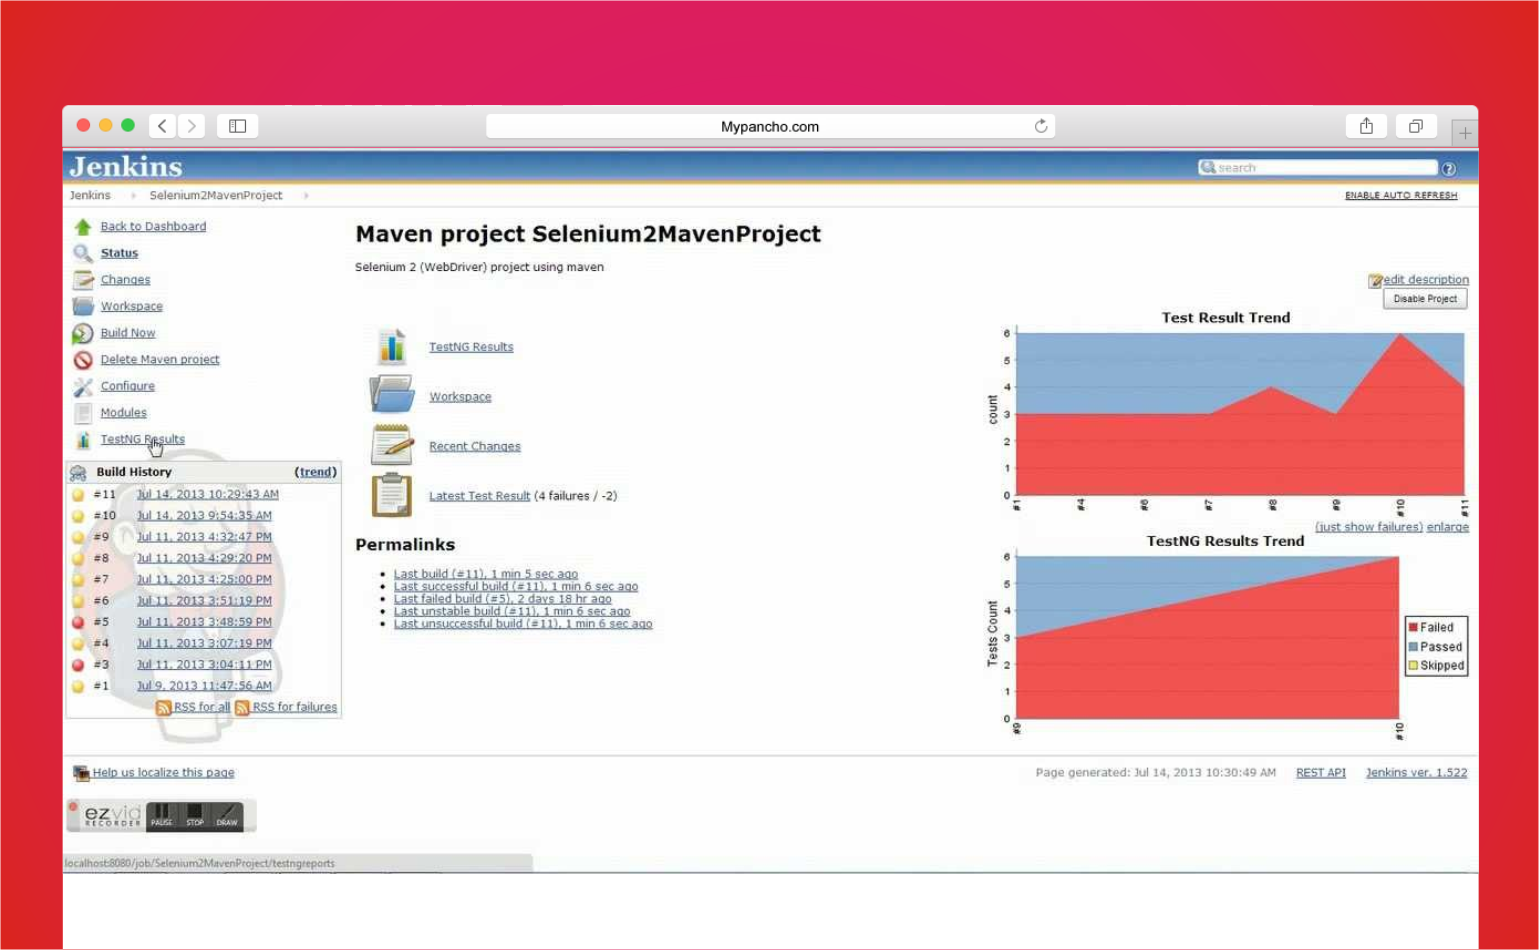 Mypancho.com
Jenkins
search
Jenkins Selenium2MavenProject
ENABLE AUTO REFRESH
Back to Dashboard
Status
Changes
Workspace
Build Now
Delete Maven project
Configure
Modules
TestNG Results
Build History (trend)
#11 Jul 14, 2013 10:29:43 AM
#10 Jul 14, 2013 9:54:35 AM
#9 Jul 11, 2013 4:32:47 PM
#8 Jul 11, 2013 4:29:20 PM
#7 Jul 11, 2013 4:25:00 PM
#6 Jul 11, 2013 3:51:19 PM
#5 Jul 11, 2013 3:48:59 PM
#4 Jul 11, 2013 3:07:19 PM
#3 Jul 11, 2013 3:04:11 PM
#1 Jul 9, 2013 11:47:56 AM
RSS for all RSS for failures
Maven project Selenium2MavenProject
Selenium 2 (WebDriver) project using maven
TestNG Results
Workspace
Recent Changes
Latest Test Result (4 failures / -2)
Permalinks
Last build (#11), 1 min 5 sec ago
Last successful build (#11), 1 min 6 sec ago
Last failed build (#5), 2 days 18 hr ago
Last unstable build (#11), 1 min 6 sec ago
Last unsuccessful build (#11), 1 min 6 sec ago
edit description
Disable Project
Test Result Trend
count
6
5
4
3
2
1
0
#1 #4 #6 #7 #8 #9 #10 #11
(just show failures) enlarge
TestNG Results Trend
Tests Count
6
5
4
3
2
1
0
#9 #10
Failed
Passed
Skipped
Help us localize this page
Page generated: Jul 14, 2013 10:30:49 AM REST API Jenkins ver. 1.522
ezvid
RECORDER
PAUSE STOP DRAW
localhost:8080/job/Selenium2MavenProject/testngreports